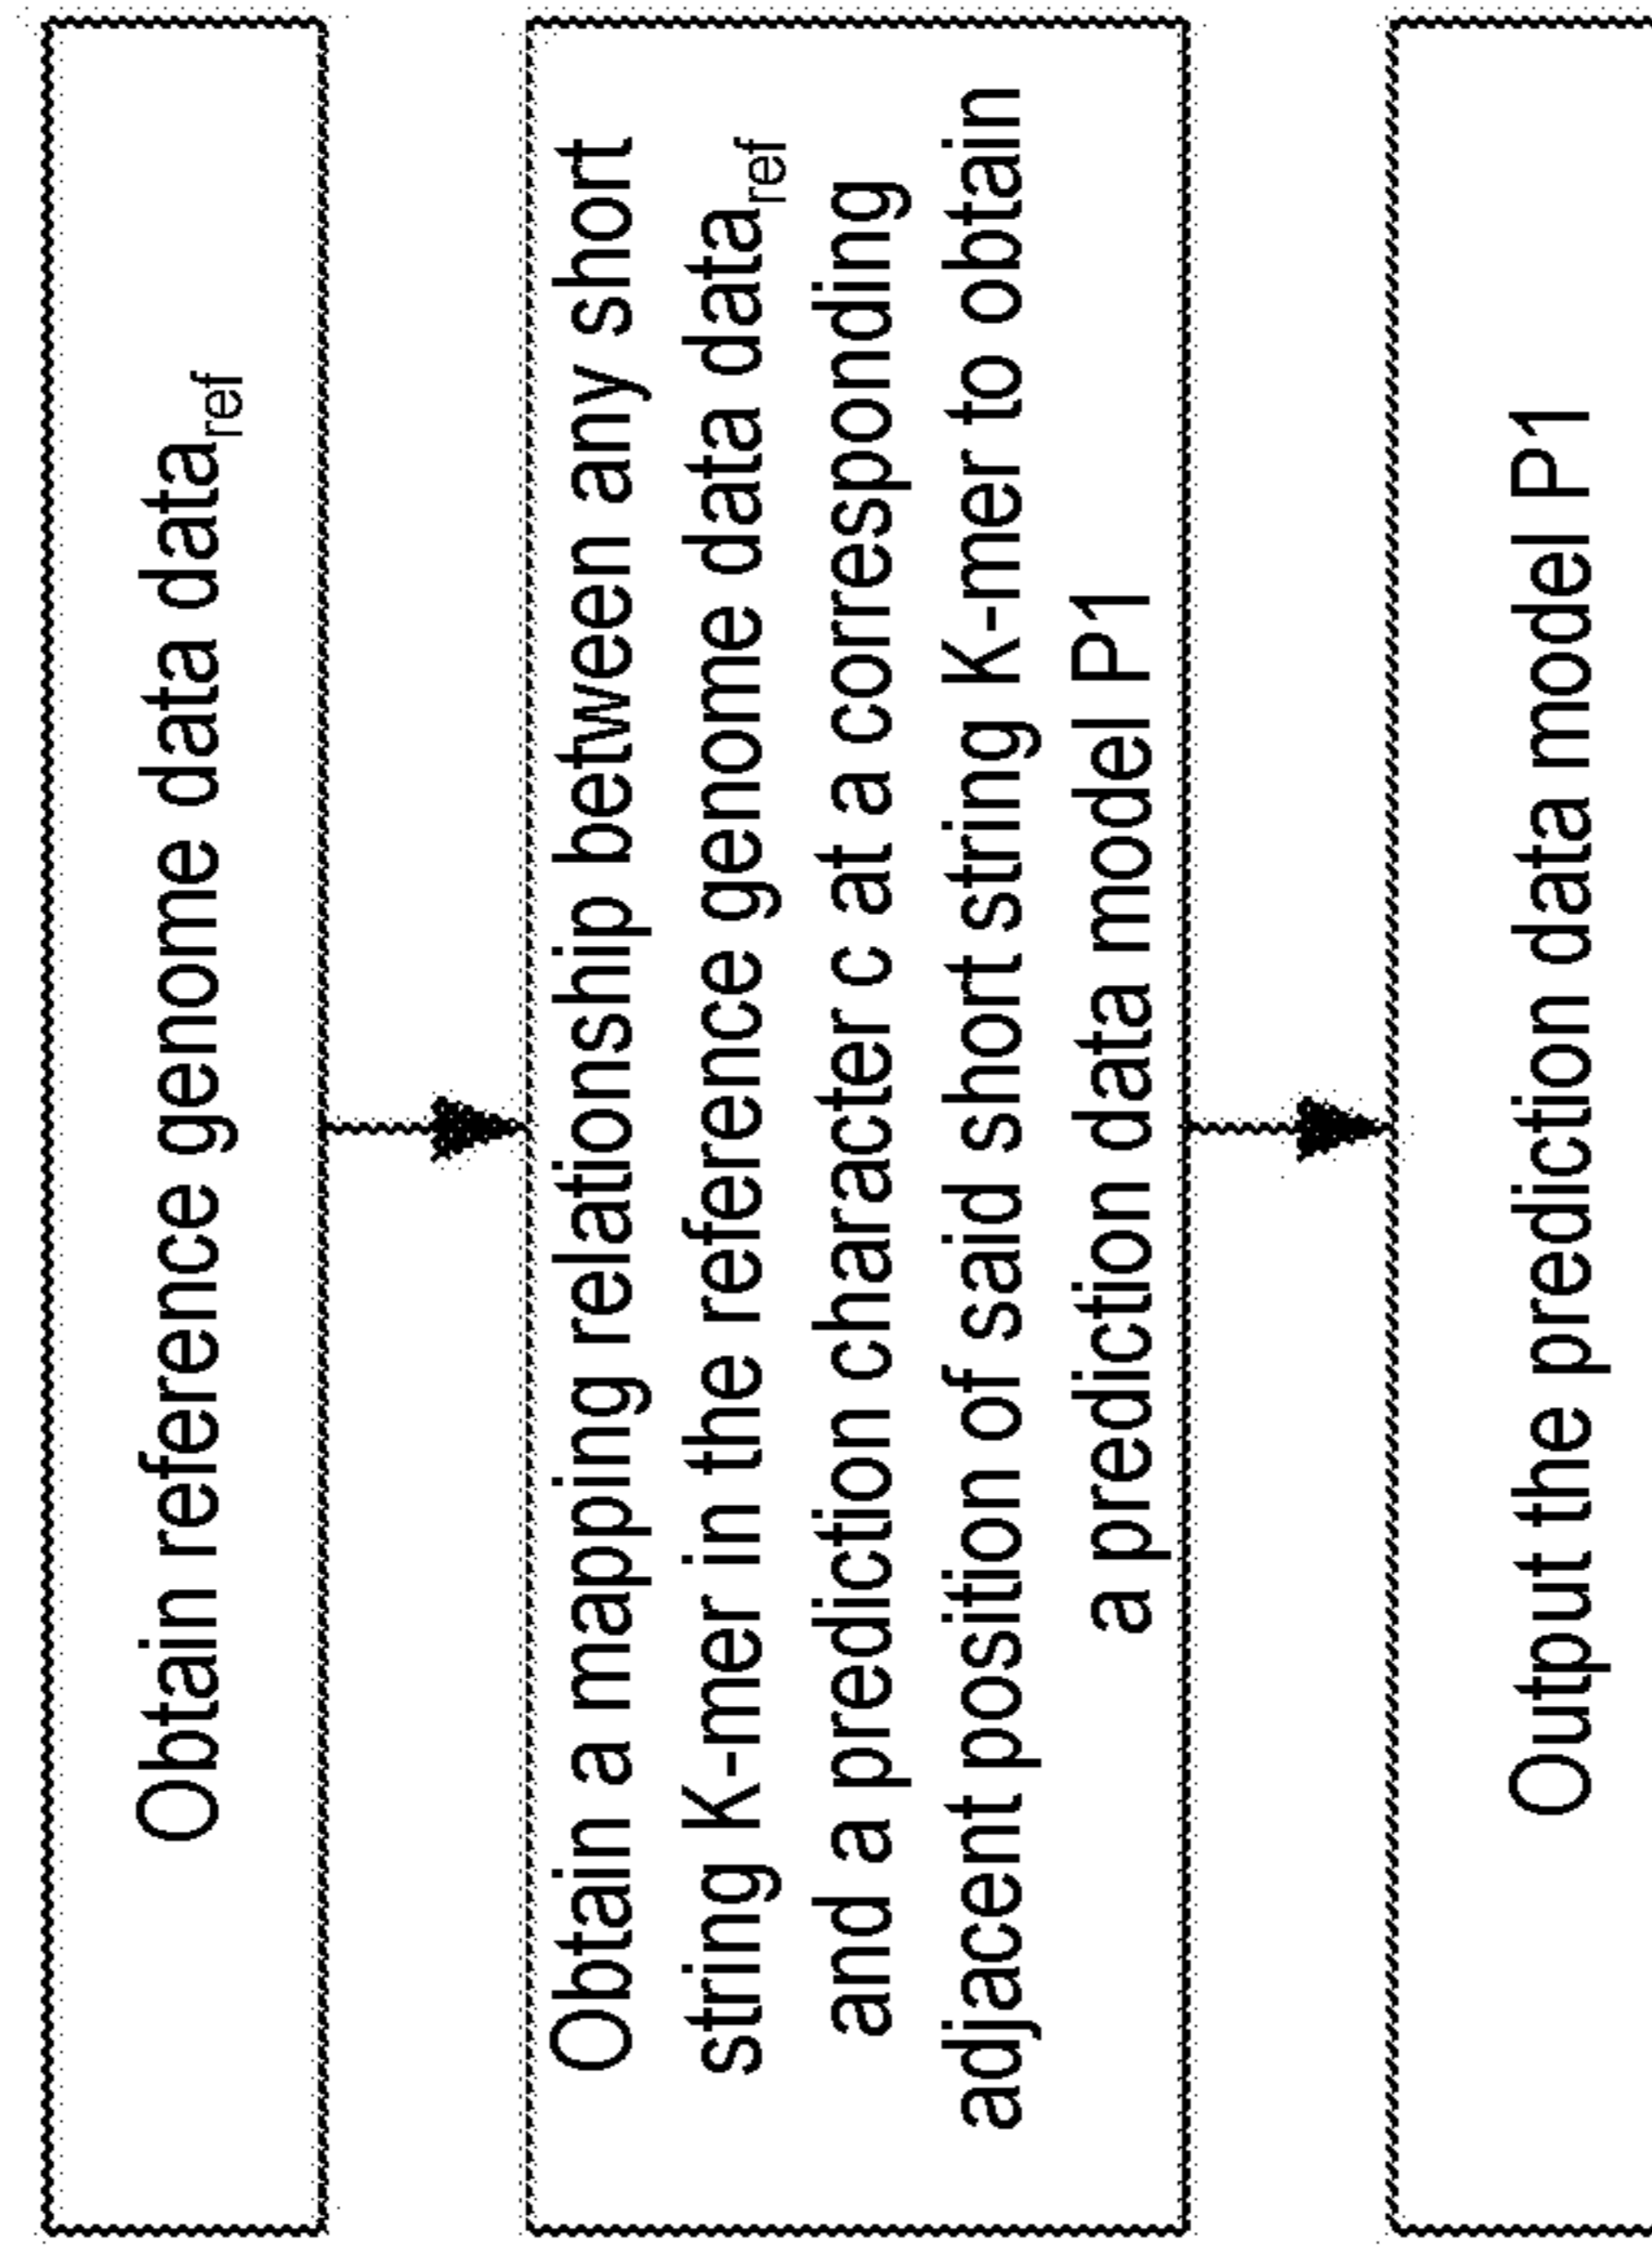 Obtain reference genome data data_ref
Obtain a mapping relationship between any short
string K-mer in the reference genome data data_ref
and a prediction character c at a corresponding
adjacent position of said short string K-mer to obtain
a prediction data model P1
Output the prediction data model P1